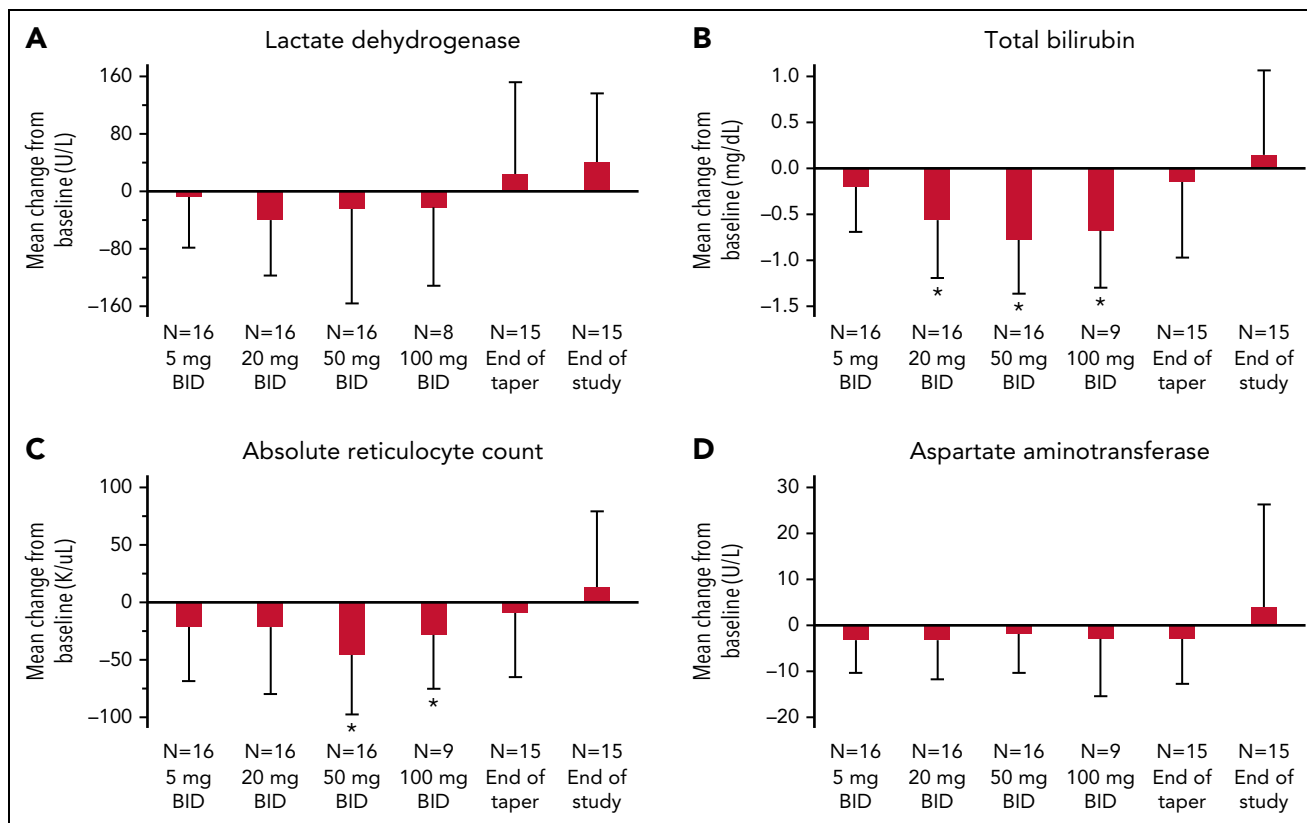 A
Lactate dehydrogenase
Mean change from
baseline (U/L)
160
80
0
−80
−160
N=16 N=16 N=16 N=8 N=15 N=15
5 mg 20 mg 50 mg 100 mg End of End of
BID BID BID BID taper study
B
Total bilirubin
Mean change from
baseline (mg/dL)
1.0
0.5
0.0
−0.5
−1.0
−1.5
* * *
N=16 N=16 N=16 N=9 N=15 N=15
5 mg 20 mg 50 mg 100 mg End of End of
BID BID BID BID taper study
C
Absolute reticulocyte count
Mean change from
baseline (K/uL)
100
50
0
−50
−100
* *
N=16 N=16 N=16 N=9 N=15 N=15
5 mg 20 mg 50 mg 100 mg End of End of
BID BID BID BID taper study
D
Aspartate aminotransferase
Mean change from
baseline (U/L)
30
20
10
0
−10
−20
N=16 N=16 N=16 N=9 N=15 N=15
5 mg 20 mg 50 mg 100 mg End of End of
BID BID BID BID taper study